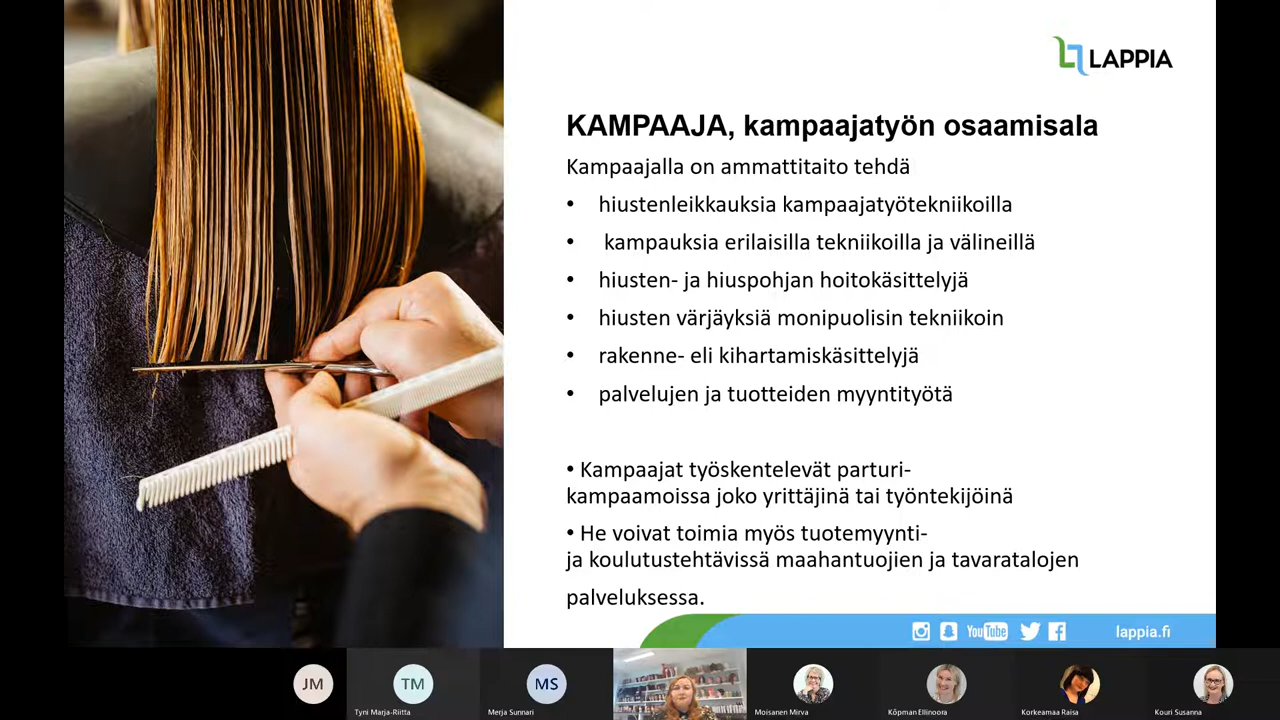 LAPPIA
KAMPAAJA, kampaajatyön osaamisala
Kampaajalla on ammattitaito tehdä
• hiustenleikkauksia kampaajatyötekniikoilla
• kampauksia erilaisilla tekniikoilla ja välineillä
• hiusten- ja hiuspohjan hoitokäsittelyjä
• hiusten värjäyksiä monipuolisin tekniikoin
• rakenne- eli kihartamiskäsittelyjä
• palvelujen ja tuotteiden myyntityötä
• Kampaajat työskentelevät parturi-
kampaamoissa joko yrittäjinä tai työntekijöinä
• He voivat toimia myös tuotemyynti-
ja koulutustehtävissä maahantuojien ja tavaratalojen
palveluksessa.
YouTube lappia.fi
JM TM MS
Tyni Marja-Riitta Merja Sunnari Moisanen Mirva Köpman Ellinoora Korkeamaa Raisa Kouri Susanna